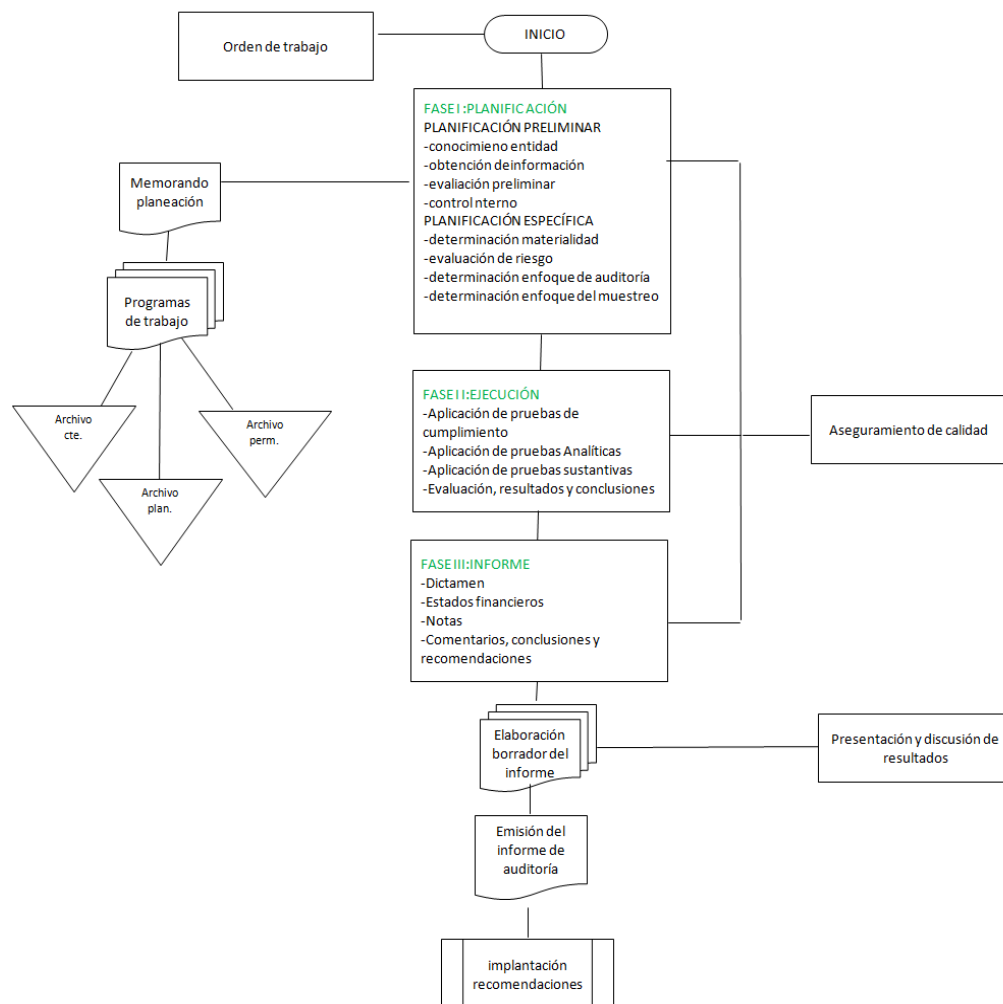 INICIO
Orden de trabajo
FASE I :PLANIFICACIÓN
PLANIFICACIÓN PRELIMINAR
-conocimieno entidad
-obtención deinformación
-evaliación preliminar
-control nterno
PLANIFICACIÓN ESPECÍFICA
-determinación materialidad
-evaluación de riesgo
-determinación enfoque de auditoría
-determinación enfoque del muestreo
Memorando
planeación
Programas
de trabajo
Archivo
cte.
Archivo
plan.
Archivo
perm.
FASE II:EJECUCIÓN
-Aplicación de pruebas de
cumplimiento
-Aplicación de pruebas Analíticas
-Aplicación de pruebas sustantivas
-Evaluación, resultados y conclusiones
Aseguramiento de calidad
FASE III:INFORME
-Dictamen
-Estados financieros
-Notas
-Comentarios, conclusiones y
recomendaciones
Elaboración
borrador del
informe
Presentación y discusión de
resultados
Emisión del
informe de
auditoría
implantación
recomendaciones